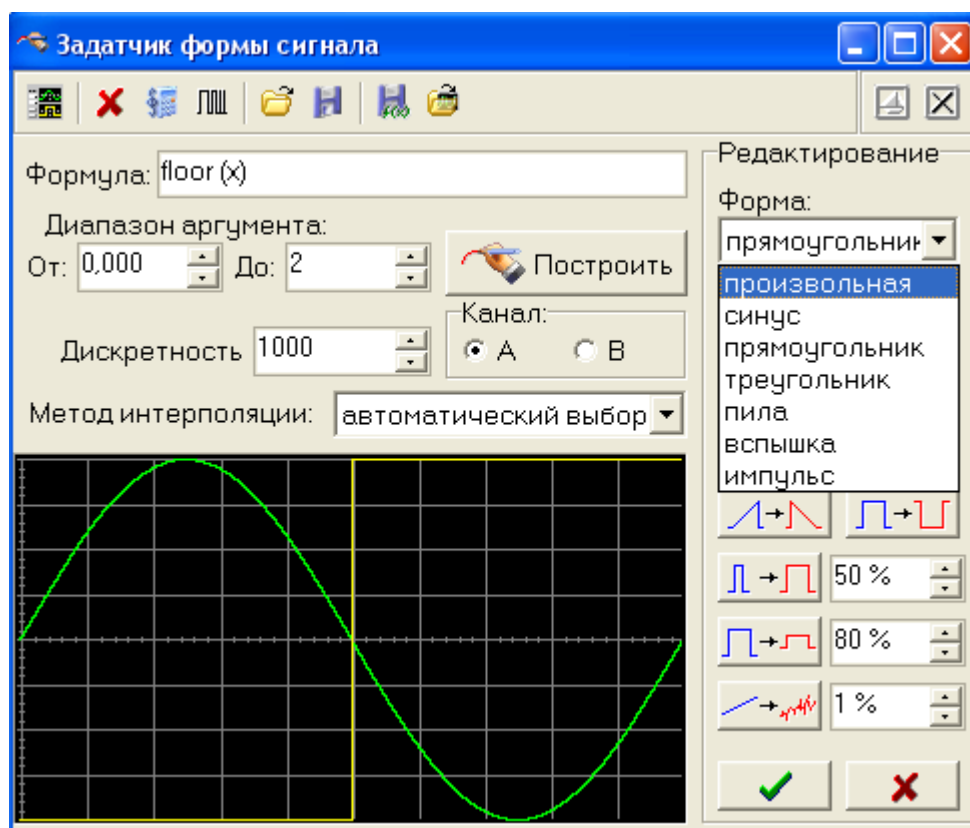 Задатчик формы сигнала
Формула: floor (x)
Диапазон аргумента:
От: 0,000 До: 2
Построить
Дискретность 1000
Канал:
A B
Метод интерполяции: автоматический выбор
Редактирование
Форма:
прямоугольник
произвольная
синус
прямоугольник
треугольник
пила
вспышка
импульс
50 %
80 %
1 %